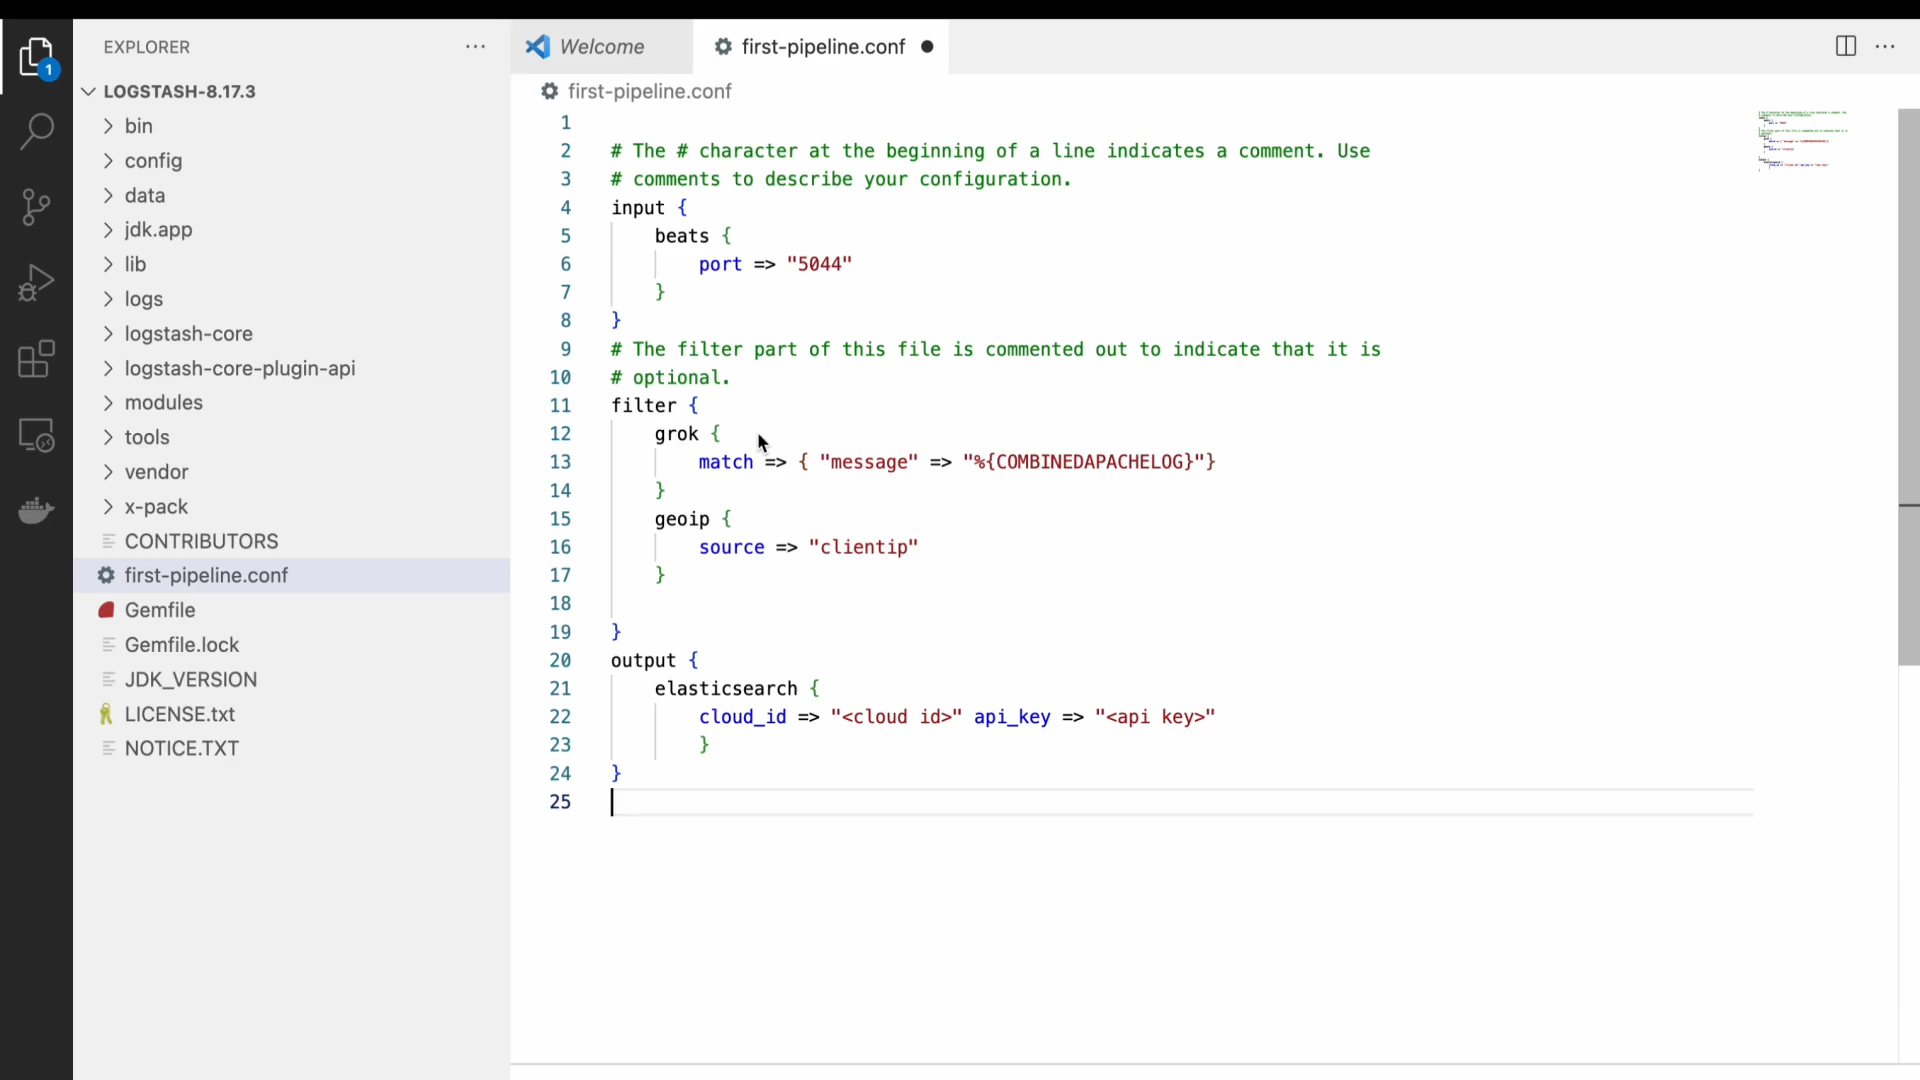 EXPLORER
LOGSTASH-8.17.3
bin
config
data
jdk.app
lib
logs
logstash-core
logstash-core-plugin-api
modules
tools
vendor
x-pack
CONTRIBUTORS
first-pipeline.conf
Gemfile
Gemfile.lock
JDK_VERSION
LICENSE.txt
NOTICE.TXT
1
Welcome
first-pipeline.conf
first-pipeline.conf
1
2 # The # character at the beginning of a line indicates a comment. Use
3 # comments to describe your configuration.
4 input {
5 beats {
6 port => "5044"
7 }
8 }
9 # The filter part of this file is commented out to indicate that it is
10 # optional.
11 filter {
12 grok {
13 match => { "message" => "%{COMBINEDAPACHELOG}"}
14 }
15 geoip {
16 source => "clientip"
17 }
18
19 }
20 output {
21 elasticsearch {
22 cloud_id => "<cloud id>" api_key => "<api key>"
23 }
24 }
25